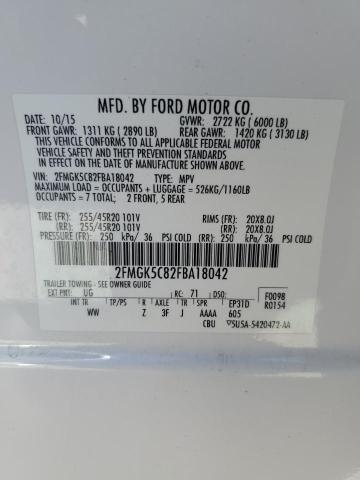 MFD. BY FORD MOTOR CO.
DATE: 10/15 GVWR: 2722 KG ( 6000 LB)
FRONT GAWR: 1311 KG ( 2890 LB) REAR GAWR: 1420 KG ( 3130 LB)
THIS VEHICLE CONFORMS TO ALL APPLICABLE FEDERAL MOTOR
VEHICLE SAFETY AND THEFT PREVENTION STANDARDS IN
EFFECT ON THE DATE OF MANUFACTURE SHOWN ABOVE.
VEHICLE: VIN: 2FMGK5C82FBA18042 TYPE: MPV
MAXIMUM LOAD = OCCUPANTS + LUGGAGE = 526KG/1160LB
OCCUPANTS = 7 TOTAL; 2 FRONT, 5 REAR
TIRE (FR): 255/45R20 101V RIMS (FR): 20X8.0J
TIRE (RR): 255/45R20 101V RIMS (RR): 20X8.0J
PRESSURE (FR): 250 kPa/ 36 PSI COLD (RR): 250 kPa/ 36 PSI COLD
2FMGK5C82FBA18042
TRAILER TOWING - SEE OWNER GUIDE
EXT PNT: UG RC: 71 DSO: F0098
INT TR TP/PS R AXLE TR SPR EP31D R0154
WW Z 3F J AAAA 605
CBU 5U5A-5420472-AA